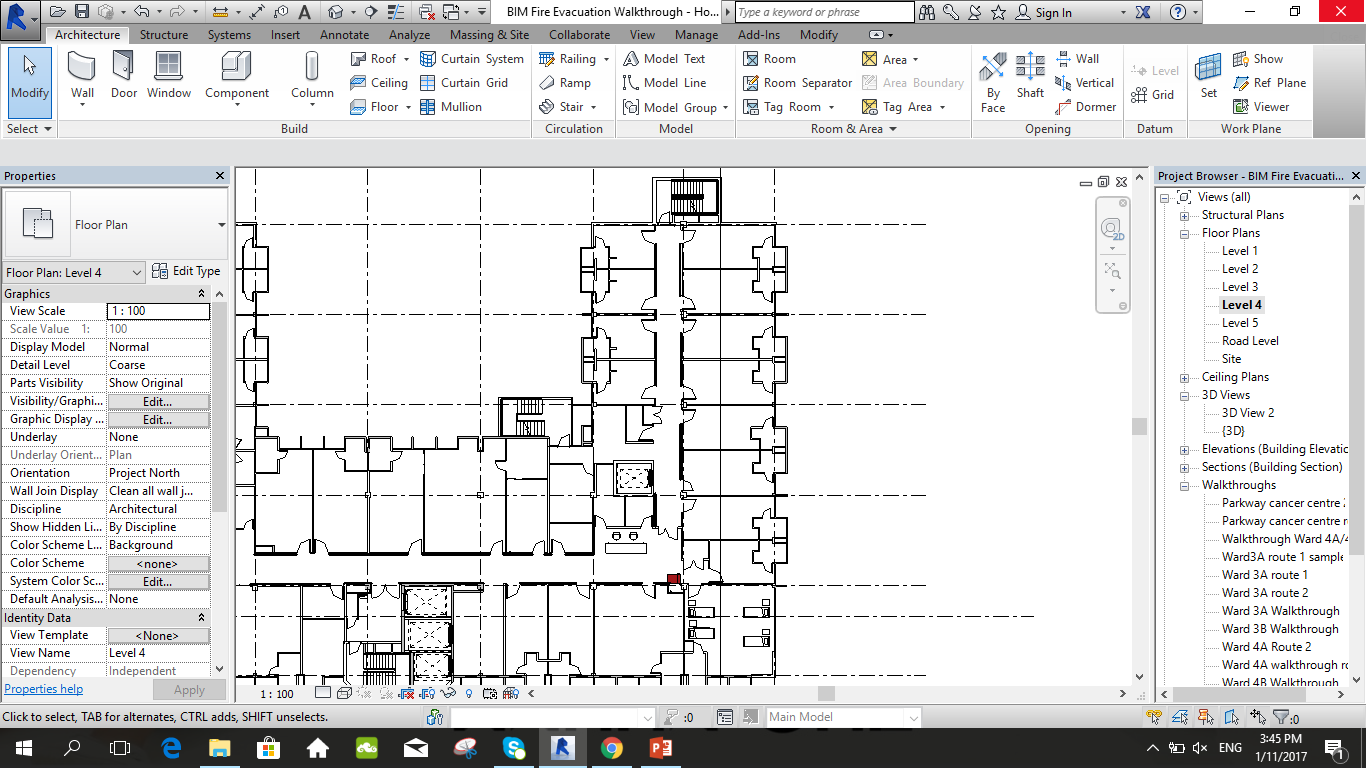 BIM Fire Evacuation Walkthrough - Ho...
Type a keyword or phrase
Sign In
Architecture Structure Systems Insert Annotate Analyze Massing & Site Collaborate View Manage Add-Ins Modify
Modify
Wall
Door
Window
Component
Column
Roof
Ceiling
Floor
Curtain System
Curtain Grid
Mullion
Railing
Ramp
Stair
Model Text
Model Line
Model Group
Room
Room Separator
Tag Room
Area
Area Boundary
Tag Area
By
Face
Shaft
Wall
Vertical
Dormer
Level
Grid
Set
Show
Ref Plane
Viewer
Select Build Circulation Model Room & Area Opening Datum Work Plane
Properties
Floor Plan
Floor Plan: Level 4
Edit Type
Graphics
View Scale 1 : 100
Scale Value 1: 100
Display Model Normal
Detail Level Coarse
Parts Visibility Show Original
Visibility/Graphi... Edit...
Graphic Display ... Edit...
Underlay None
Underlay Orient... Plan
Orientation Project North
Wall Join Display Clean all wall j...
Discipline Architectural
Show Hidden Li... By Discipline
Color Scheme L... Background
Color Scheme <none>
System Color Sc... Edit...
Default Analysis... None
Identity Data
View Template <None>
View Name Level 4
Dependency Independent
Properties help
Apply
2D
1 : 100
Project Browser - BIM Fire Evacuati...
Views (all)
Structural Plans
Floor Plans
Level 1
Level 2
Level 3
Level 4
Level 5
Road Level
Site
Ceiling Plans
3D Views
3D View 2
{3D}
Elevations (Building Elevatic
Sections (Building Section)
Walkthroughs
Parkway cancer centre
Parkway cancer centre r
Walkthrough Ward 4A/4
Ward3A route 1 sample
Ward 3A route 1
Ward 3A route 2
Ward 3A Walkthrough
Ward 3B Walkthrough
Ward 4A Route 2
Ward 4A walkthrough ro
Ward 4B Walkthrough
Click to select, TAB for alternates, CTRL adds, SHIFT unselects.
:0
Main Model
:0
ENG
3:45 PM
1/11/2017
1